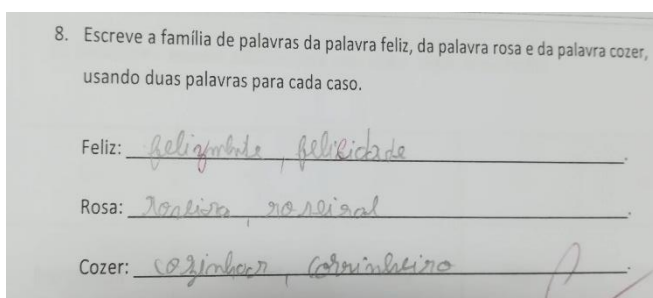 8. Escreve a família de palavras da palavra feliz, da palavra rosa e da palavra cozer,
usando duas palavras para cada caso.
Feliz: felizmente, felicidade.
Rosa: roseira, roseiral.
Cozer: cozinhar, cozinheiro.